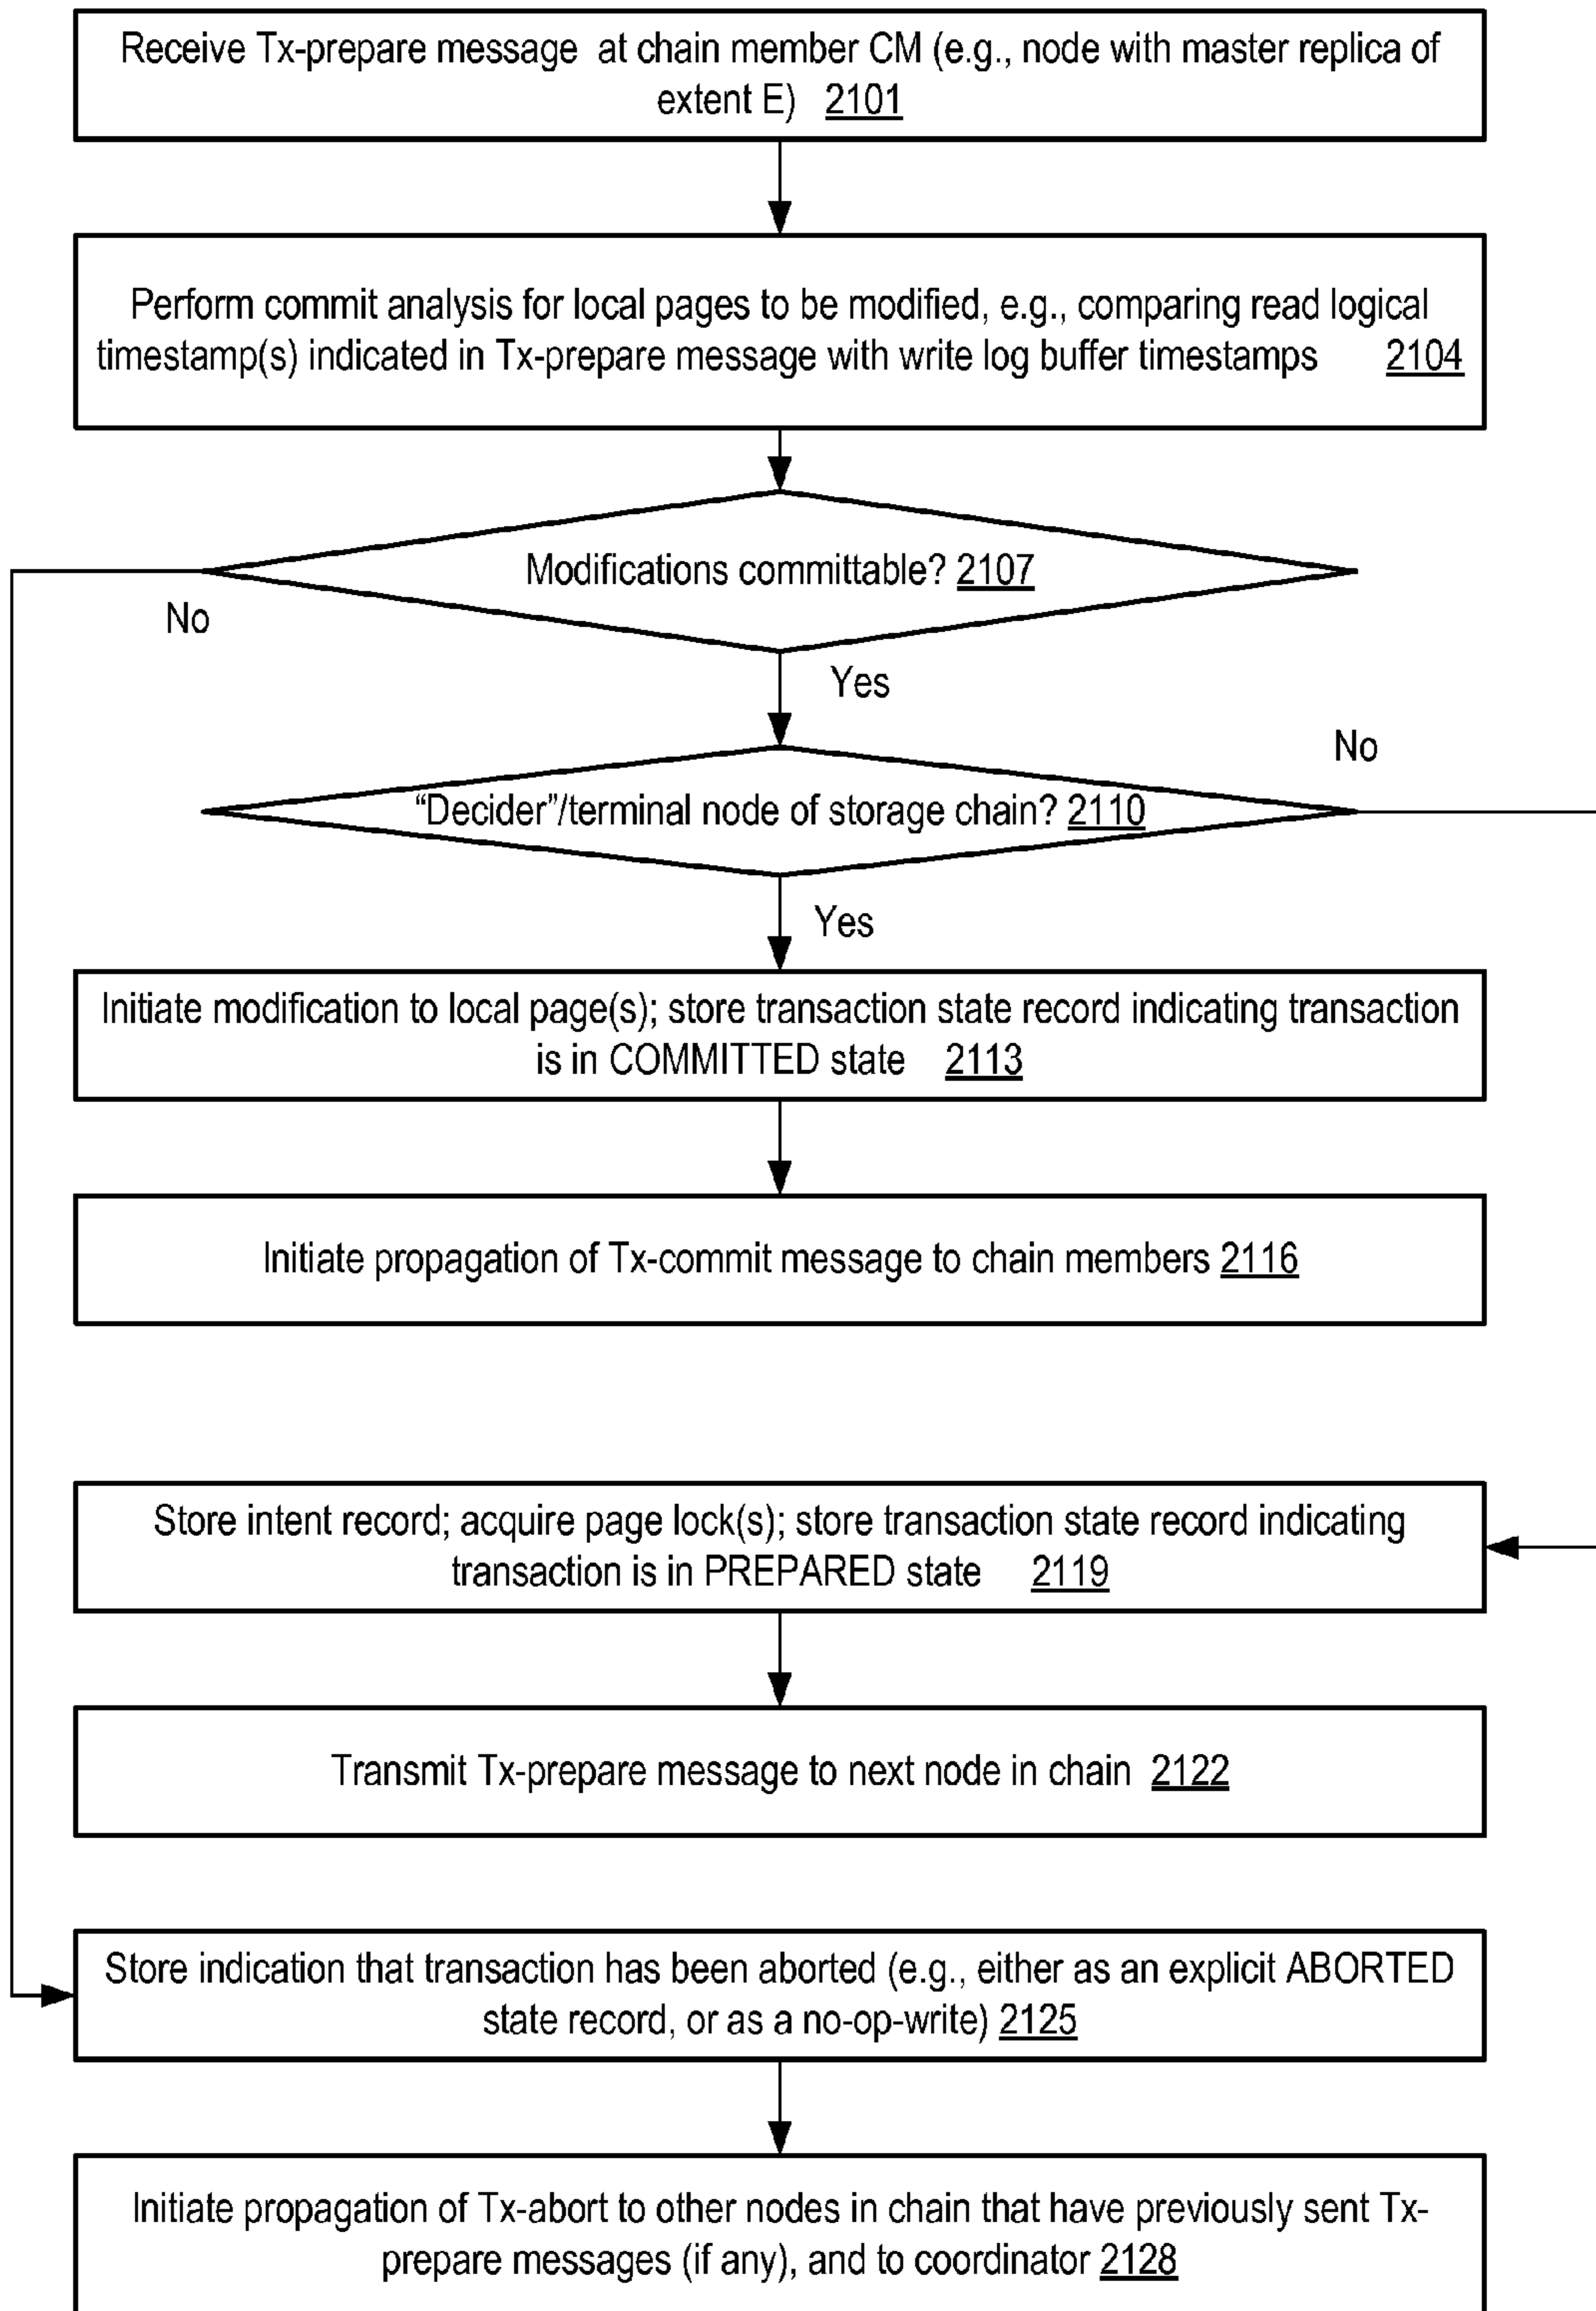 Receive Tx-prepare message at chain member CM (e.g., node with master replica of
extent E) 2101
Perform commit analysis for local pages to be modified, e.g., comparing read logical
timestamp(s) indicated in Tx-prepare message with write log buffer timestamps 2104
Modifications committable? 2107
No
Yes
No
“Decider”/terminal node of storage chain? 2110
Yes
Initiate modification to local page(s); store transaction state record indicating transaction
is in COMMITTED state 2113
Initiate propagation of Tx-commit message to chain members 2116
Store intent record; acquire page lock(s); store transaction state record indicating
transaction is in PREPARED state 2119
Transmit Tx-prepare message to next node in chain 2122
Store indication that transaction has been aborted (e.g., either as an explicit ABORTED
state record, or as a no-op-write) 2125
Initiate propagation of Tx-abort to other nodes in chain that have previously sent Tx-
prepare messages (if any), and to coordinator 2128